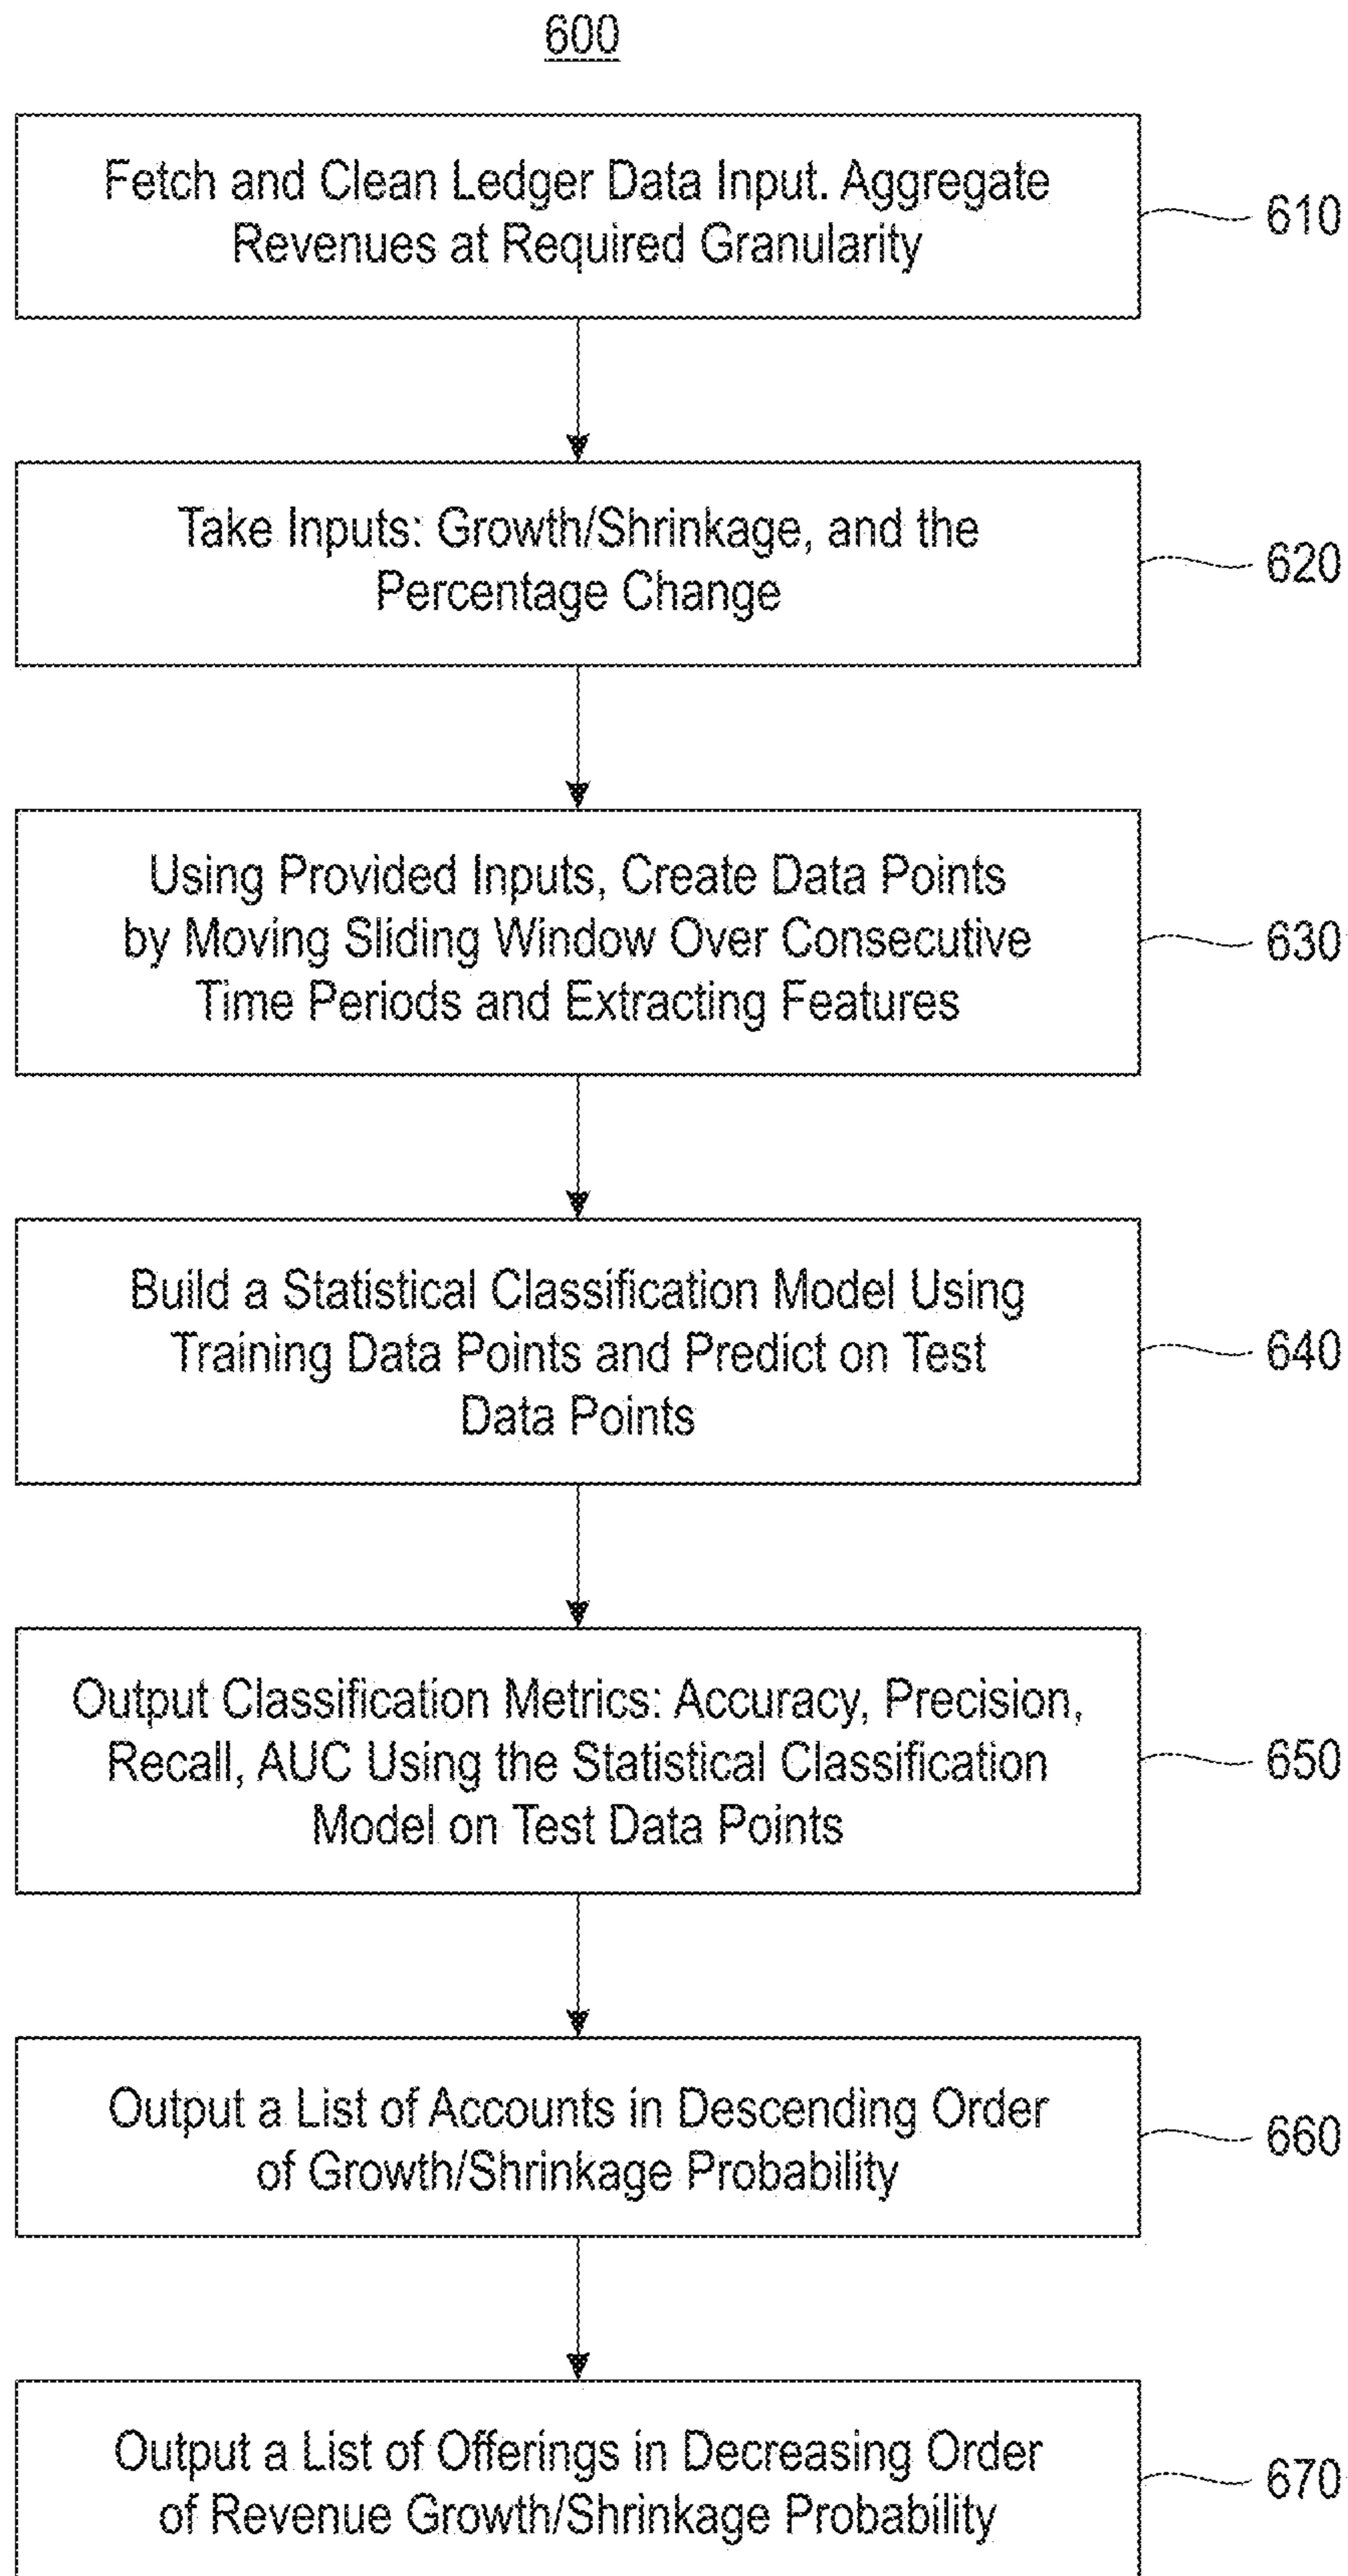 600
Fetch and Clean Ledger Data Input. Aggregate
Revenues at Required Granularity
610
Take Inputs: Growth/Shrinkage, and the
Percentage Change
620
Using Provided Inputs, Create Data Points
by Moving Sliding Window Over Consecutive
Time Periods and Extracting Features
630
Build a Statistical Classification Model Using
Training Data Points and Predict on Test
Data Points
640
Output Classification Metrics: Accuracy, Precision,
Recall, AUC Using the Statistical Classification
Model on Test Data Points
650
Output a List of Accounts in Descending Order
of Growth/Shrinkage Probability
660
Output a List of Offerings in Decreasing Order
of Revenue Growth/Shrinkage Probability
670